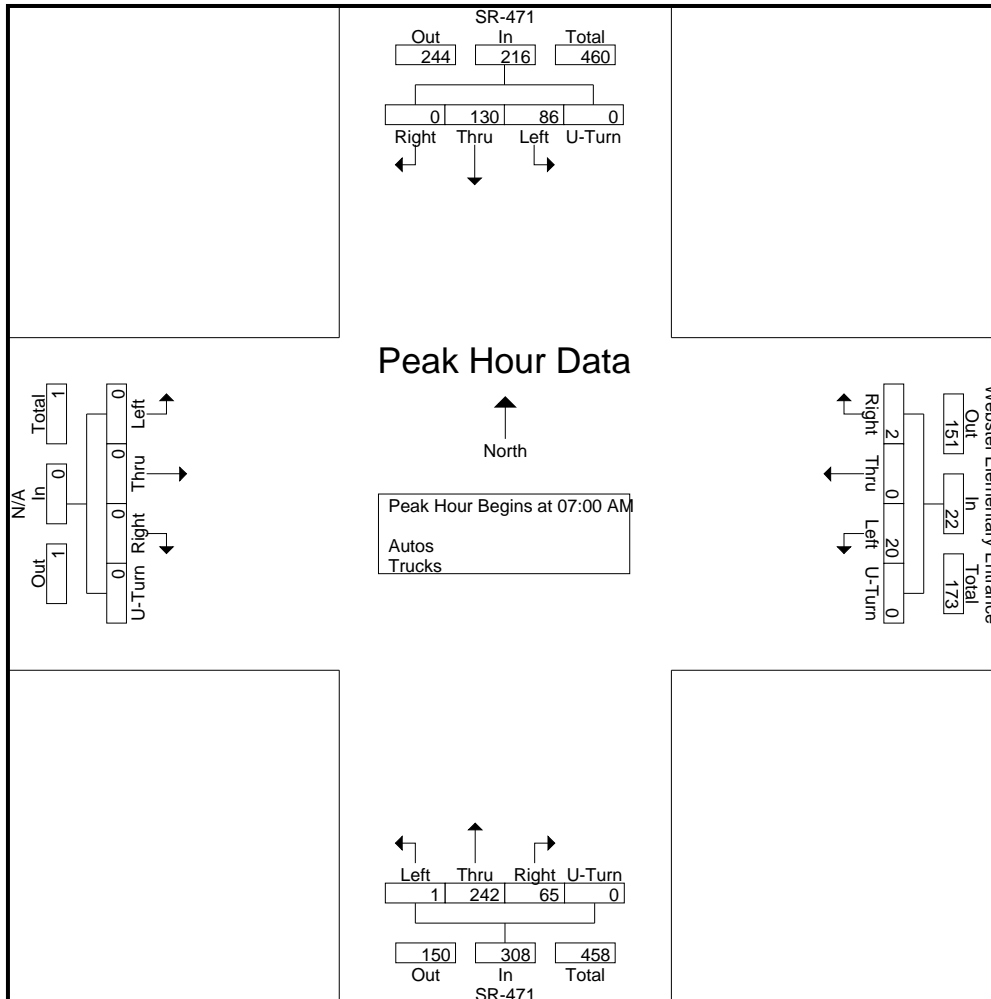 SR-471
Out In Total
244 216 460
0 130 86 0
Right Thru Left U-Turn
Peak Hour Data
North
Peak Hour Begins at 07:00 AM
Autos
Trucks
N/A
Total In Out
1 0 1
0 0 0 0
Left Thru Right U-Turn
Webster Elementary Entrance
Out In Total
151 22 173
2 0 20 0
Right Thru Left U-Turn
Left Thru Right U-Turn
1 242 65 0
150 308 458
Out In Total
SR-471